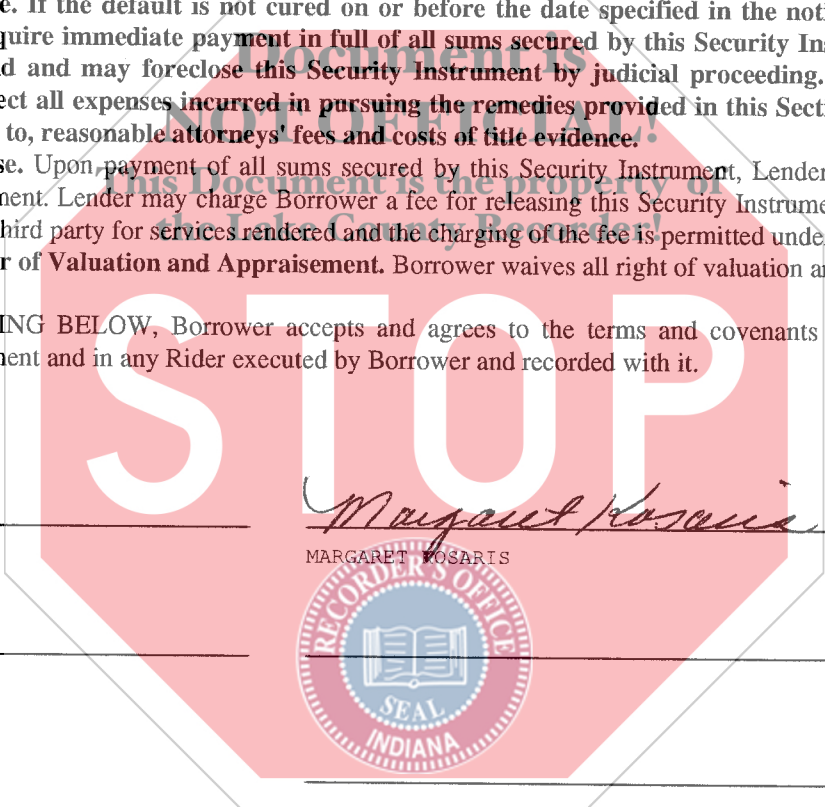 e. If the default is not cured on or before the date specified in the noti
quire immediate payment in full of all sums secured by this Security Ins
d and may foreclose this Security Instrument by judicial proceeding.
ect all expenses incurred in pursuing the remedies provided in this Secti
to, reasonable attorneys' fees and costs of title evidence.
se. Upon payment of all sums secured by this Security Instrument, Lender
ment. Lender may charge Borrower a fee for releasing this Security Instrume
hird party for services rendered and the charging of the fee is permitted unde
r of Valuation and Appraisement. Borrower waives all right of valuation a
ING BELOW, Borrower accepts and agrees to the terms and covenants
ment and in any Rider executed by Borrower and recorded with it.
Document is
NOT OFFICIAL!
This Document is the property of
the Lake County Recorder!
STOP
Margaret Rosaris
MARGARET ROSARIS
RECORDER'S OFFICE
SEAL
INDIANA